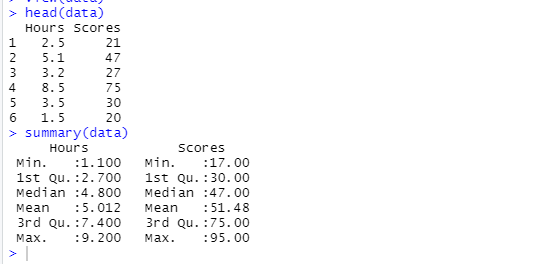 > View(data)
> head(data)
  Hours Scores
1   2.5     21
2   5.1     47
3   3.2     27
4   8.5     75
5   3.5     30
6   1.5     20
> summary(data)
     Hours           Scores
 Min.   :1.100   Min.   :17.00
 1st Qu.:2.700   1st Qu.:30.00
 Median :4.800   Median :47.00
 Mean   :5.012   Mean   :51.48
 3rd Qu.:7.400   3rd Qu.:75.00
 Max.   :9.200   Max.   :95.00
>